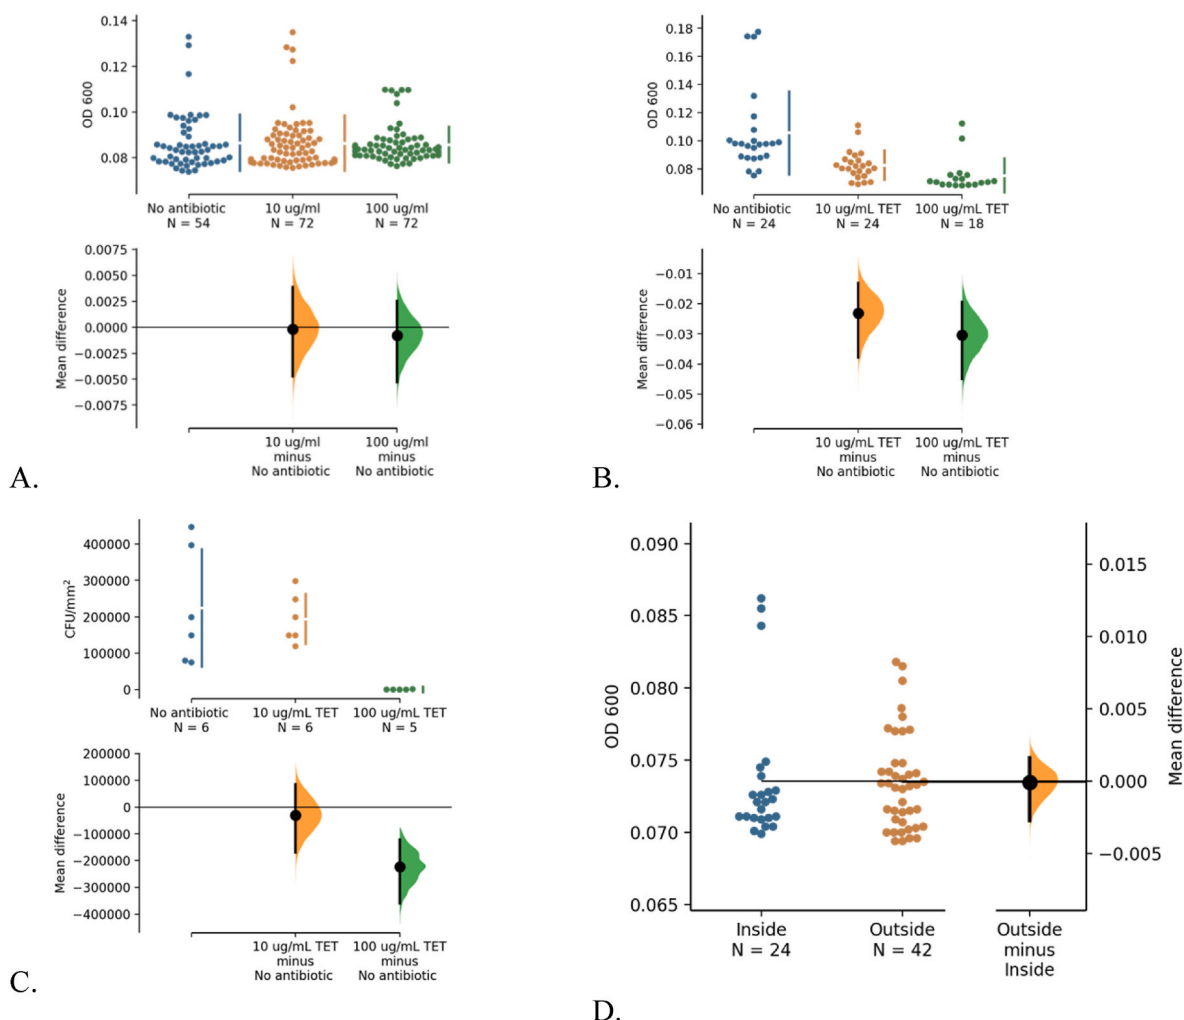 0.14
0.12
0.10
0.08
OD 600
No antibiotic
N = 54
10 ug/ml
N = 72
100 ug/ml
N = 72
0.0075
0.0050
0.0025
0.0000
−0.0025
−0.0050
−0.0075
Mean difference
10 ug/ml
minus
No antibiotic
100 ug/ml
minus
No antibiotic
A.
0.18
0.16
0.14
0.12
0.10
0.08
OD 600
No antibiotic
N = 24
10 ug/mL TET
N = 24
100 ug/mL TET
N = 18
−0.01
−0.02
−0.03
−0.04
−0.05
−0.06
Mean difference
10 ug/mL TET
minus
No antibiotic
100 ug/mL TET
minus
No antibiotic
B.
400000
300000
200000
100000
0
CFU/mm²
No antibiotic
N = 6
10 ug/mL TET
N = 6
100 ug/mL TET
N = 5
200000
100000
0
−100000
−200000
−300000
−400000
Mean difference
10 ug/mL TET
minus
No antibiotic
100 ug/mL TET
minus
No antibiotic
C.
0.090
0.085
0.080
0.075
0.070
0.065
OD 600
Inside
N = 24
Outside
N = 42
Outside
minus
Inside
0.015
0.010
0.005
0.000
−0.005
Mean difference
D.